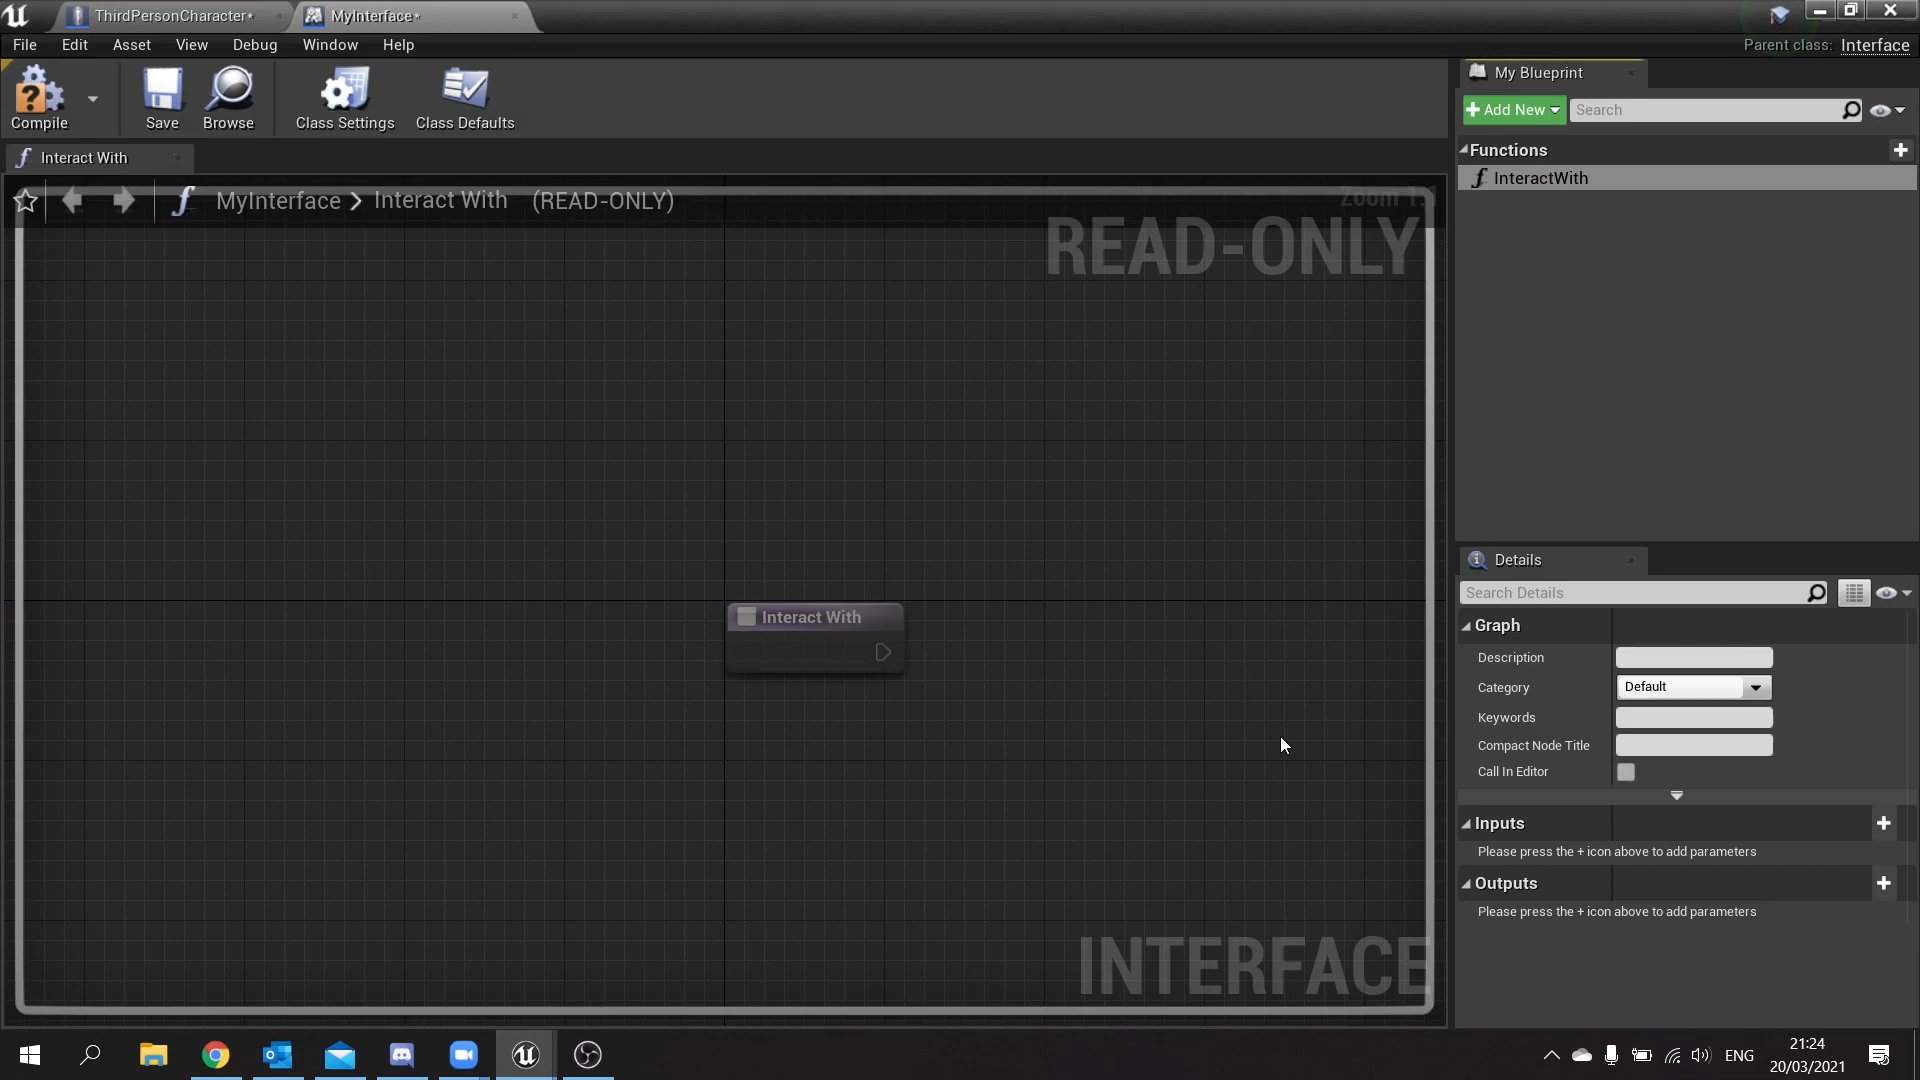 ThirdPersonCharacter*
MyInterface*
File Edit Asset View Debug Window Help
Parent class: Interface
Compile
Save
Browse
Class Settings
Class Defaults
Interact With
MyInterface > Interact With (READ-ONLY)
Zoom 1:1
READ-ONLY
Interact With
INTERFACE
My Blueprint
Add New
Search
Functions
InteractWith
Details
Search Details
Graph
Description
Category
Default
Keywords
Compact Node Title
Call In Editor
Inputs
Please press the + icon above to add parameters
Outputs
Please press the + icon above to add parameters
ENG
21:24
20/03/2021